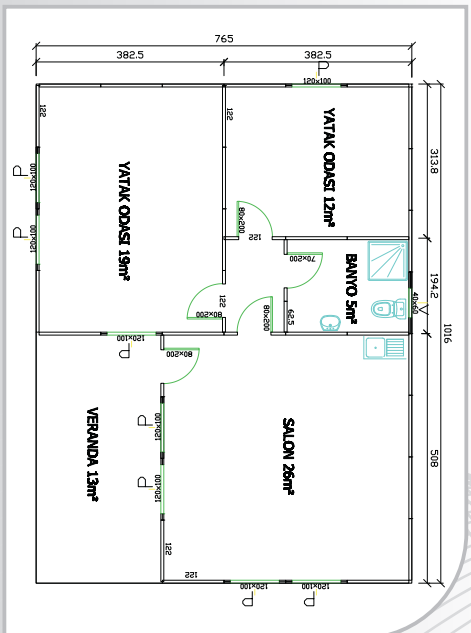 765
382.5
382.5
P
120x100
122
122
YATAK ODASI 12m²
313.8
YATAK ODASI 19m²
P
120x100
P
120x100
80x200
122
BANYO 5m²
70x200
194.2
40x60
V
1016
62.5
122
80x200
80x200
120x100
P
80x200
VERANDA 13m²
P
120x100
P
120x100
SALON 26m²
508
122
122
120x100
P
120x100
P